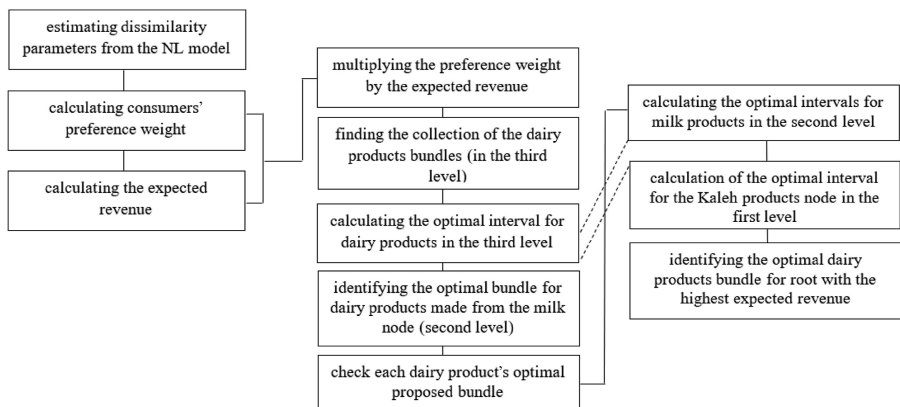 estimating dissimilarity
parameters from the NL model
calculating consumers'
preference weight
calculating the expected
revenue
multiplying the preference weight
by the expected revenue
finding the collection of the dairy
products bundles (in the third
level)
calculating the optimal interval for
dairy products in the third level
identifying the optimal bundle for
dairy products made from the milk
node (second level)
check each dairy product's optimal
proposed bundle
calculating the optimal intervals for
milk products in the second level
calculation of the optimal interval
for the Kaleh products node in the
first level
identifying the optimal dairy
products bundle for root with the
highest expected revenue